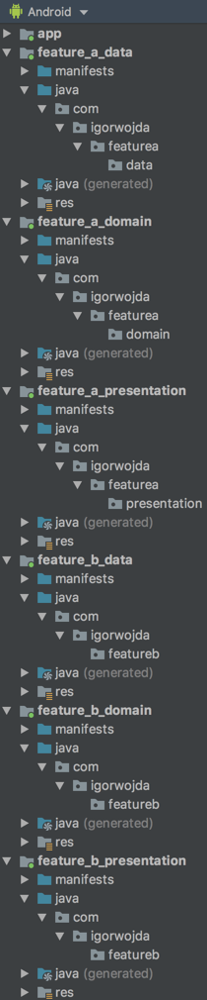 Android
app
feature_a_data
manifests
java
com
igorwojda
featurea
data
java (generated)
res
feature_a_domain
manifests
java
com
igorwojda
featurea
domain
java (generated)
res
feature_a_presentation
manifests
java
com
igorwojda
featurea
presentation
java (generated)
res
feature_b_data
manifests
java
com
igorwojda
featureb
java (generated)
res
feature_b_domain
manifests
java
com
igorwojda
featureb
java (generated)
res
feature_b_presentation
manifests
java
com
igorwojda
featureb
java (generated)
res